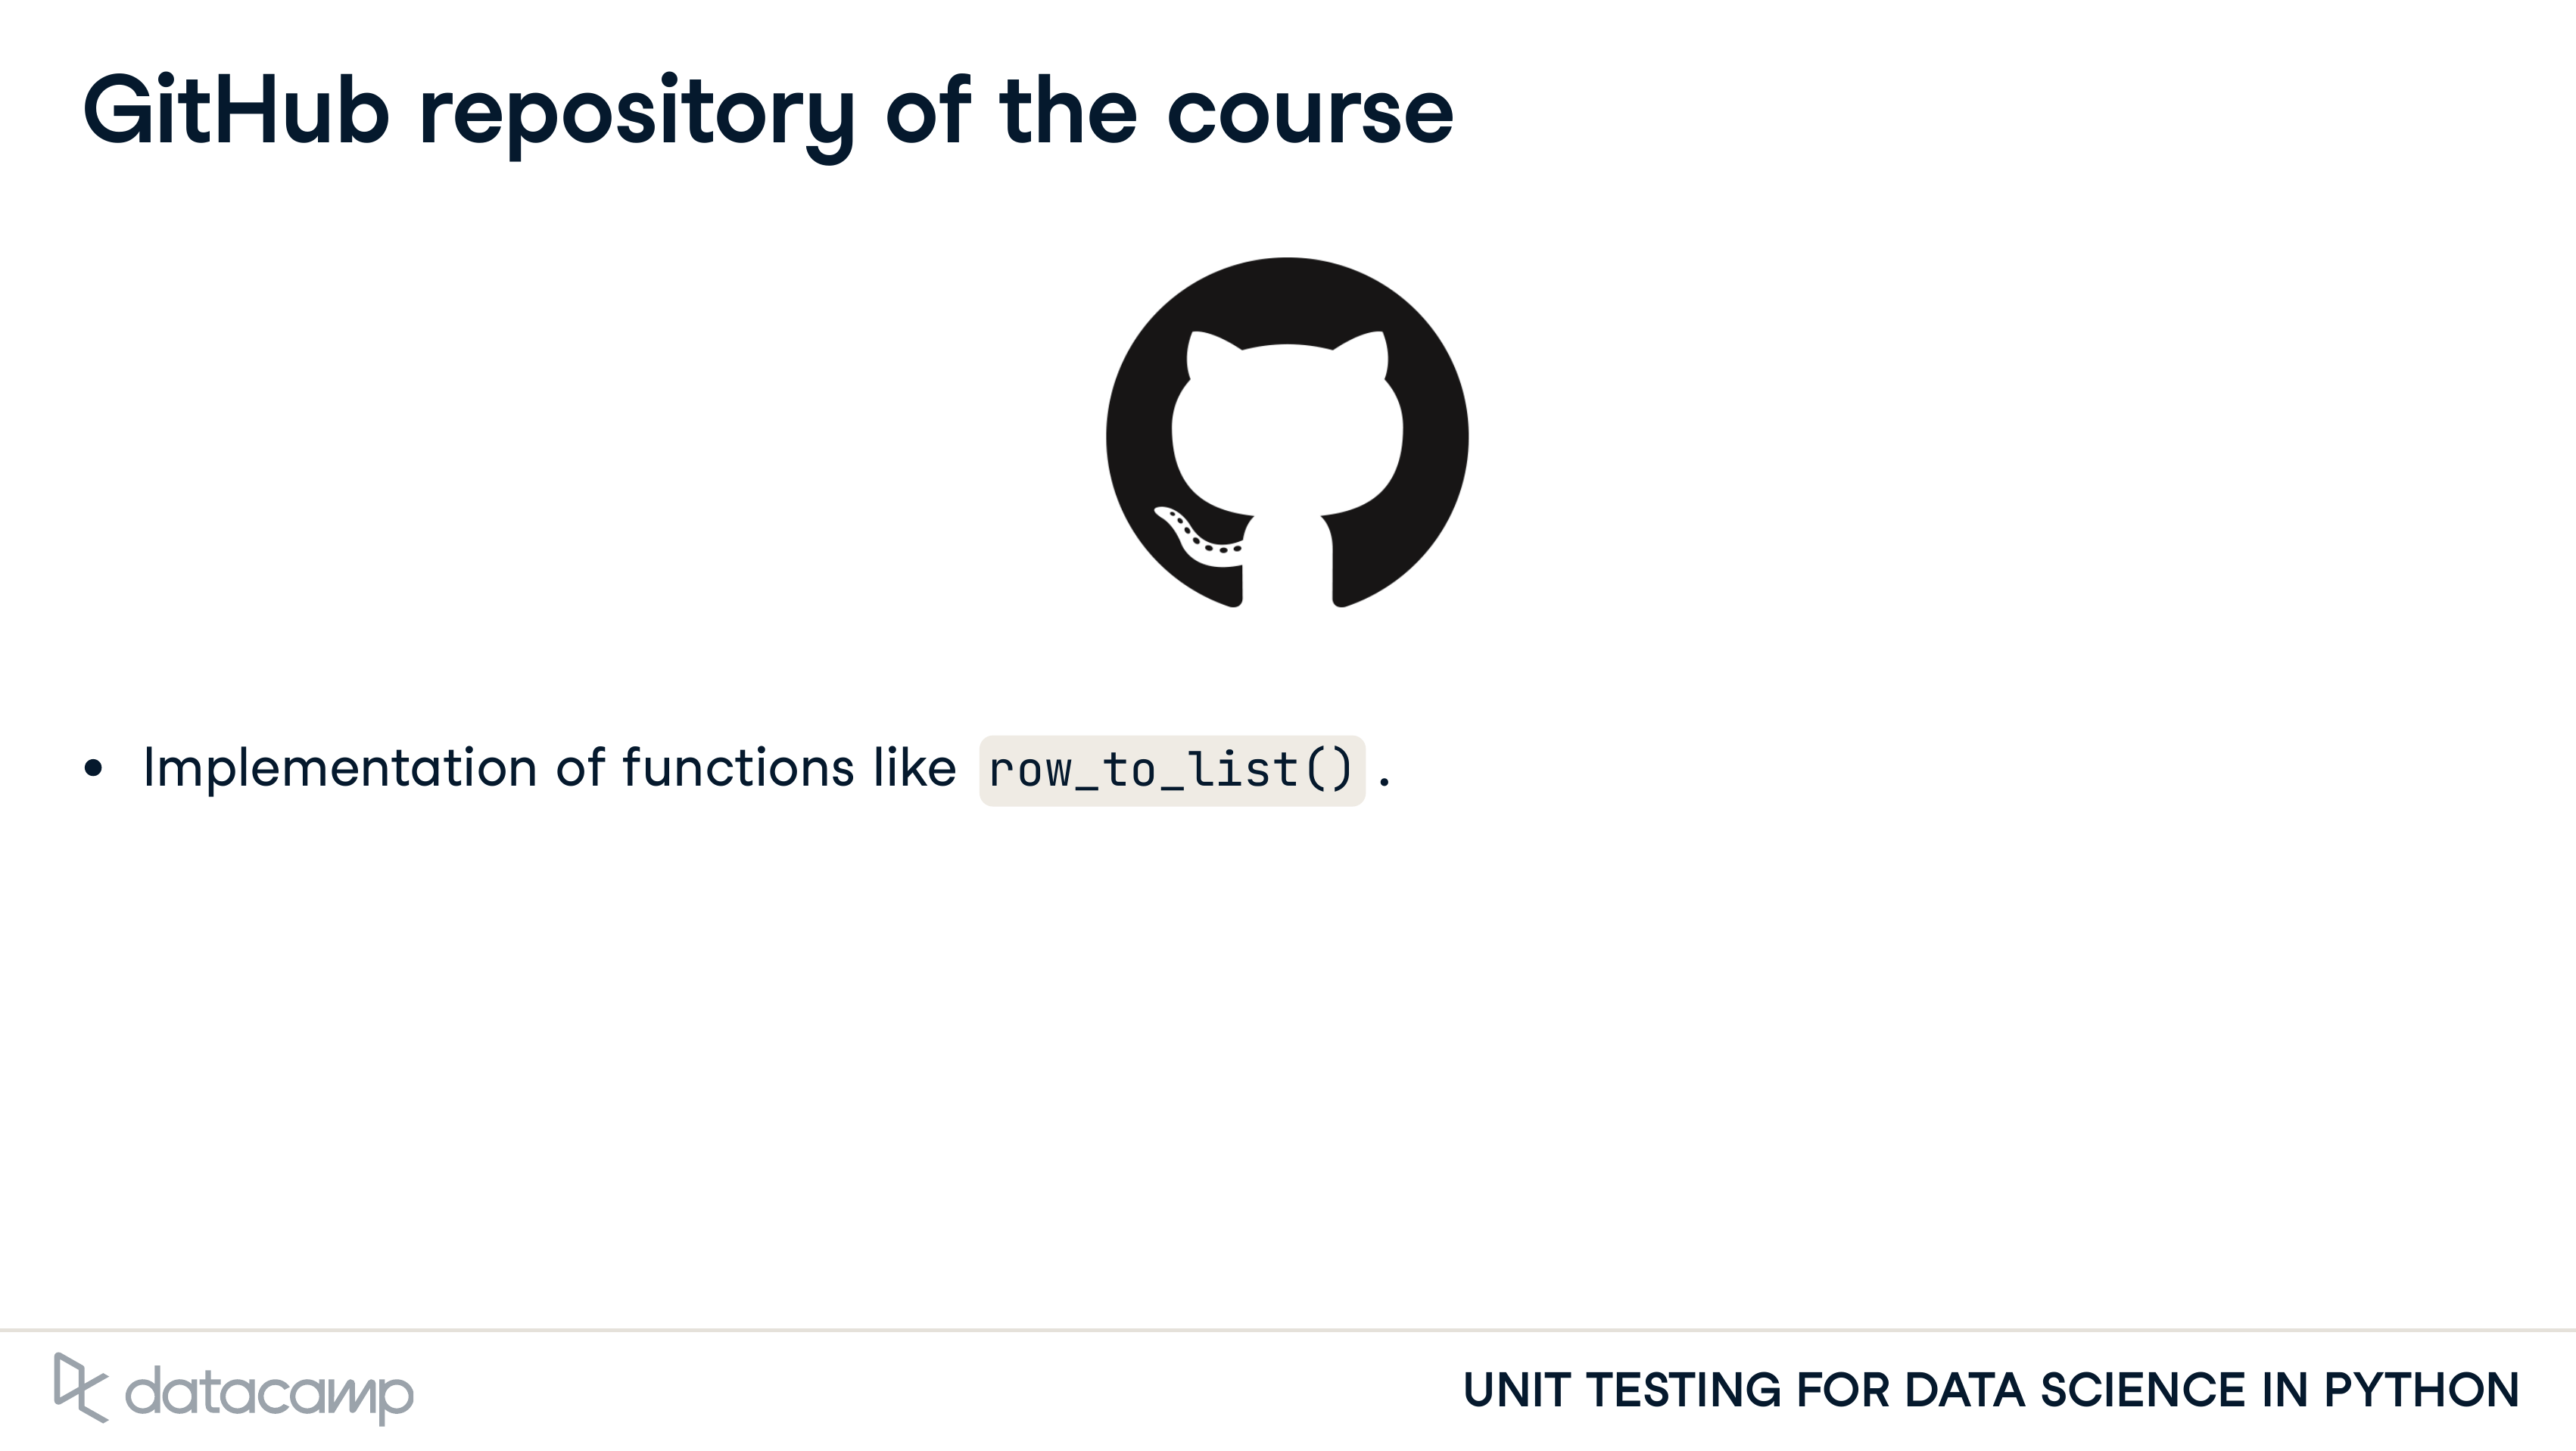 GitHub repository of the course
• Implementation of functions like row_to_list() .
datacamp
UNIT TESTING FOR DATA SCIENCE IN PYTHON